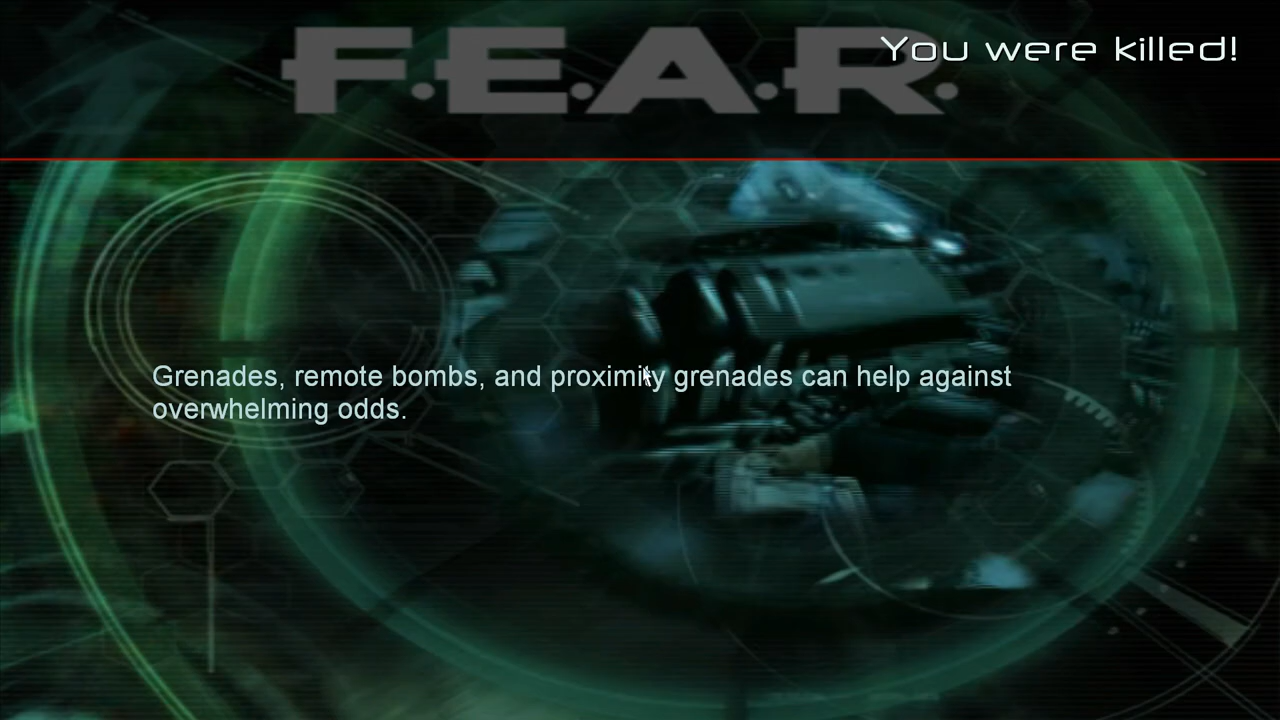 F.E.A.R.
You were killed!
Grenades, remote bombs, and proximity grenades can help against
overwhelming odds.